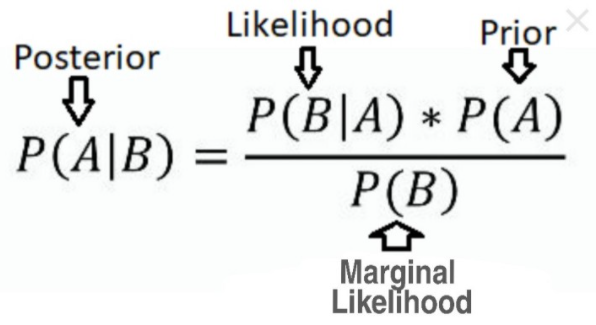 Likelihood
Prior
Posterior
P(A|B) = P(B|A) * P(A)
P(B)
Marginal
Likelihood